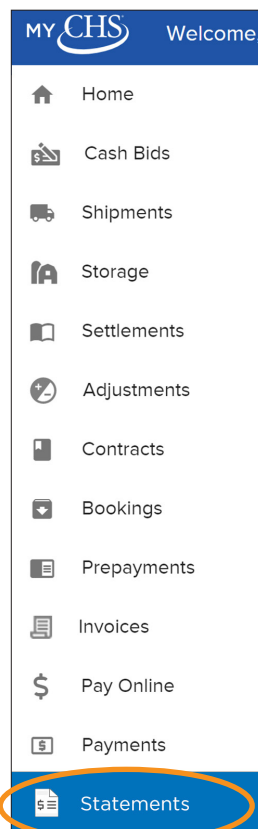 MY CHS Welcome.
Home
Cash Bids
Shipments
Storage
Settlements
Adjustments
Contracts
Bookings
Prepayments
Invoices
Pay Online
Payments
Statements